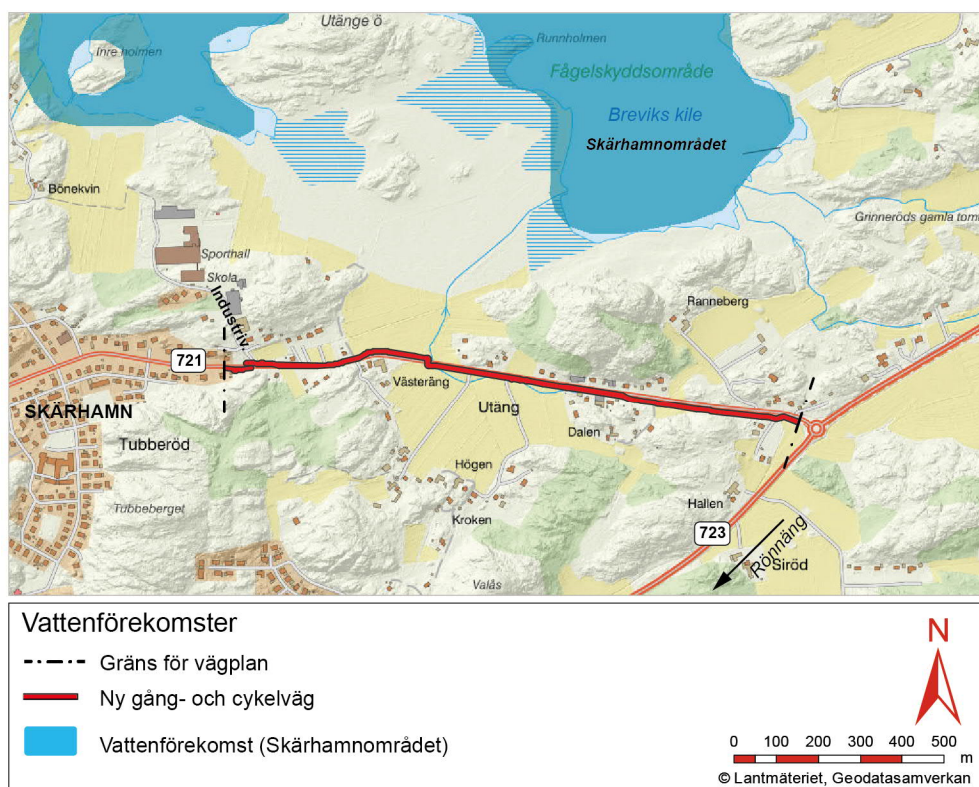 Utänge ö
Inre holmen
Runnholmen
Fågelskyddsområde
Breviks kile
Skärhamnområdet
Bönekvin
Grinneröds gamla tomt
Sporthall
Skola
Industriv.
Ranneberg
721
Västeräng
SKÄRHAMN
Utäng
Tubberöd
Dalen
Högen
Tubbeberget
Kroken
Hallen
723
Rönnäng
Siröd
Valås
Vattenförekomster
Gräns för vägplan
Ny gång- och cykelväg
Vattenförekomst (Skärhamnområdet)
N
0 100 200 300 400 500
m
© Lantmäteriet, Geodatasamverkan